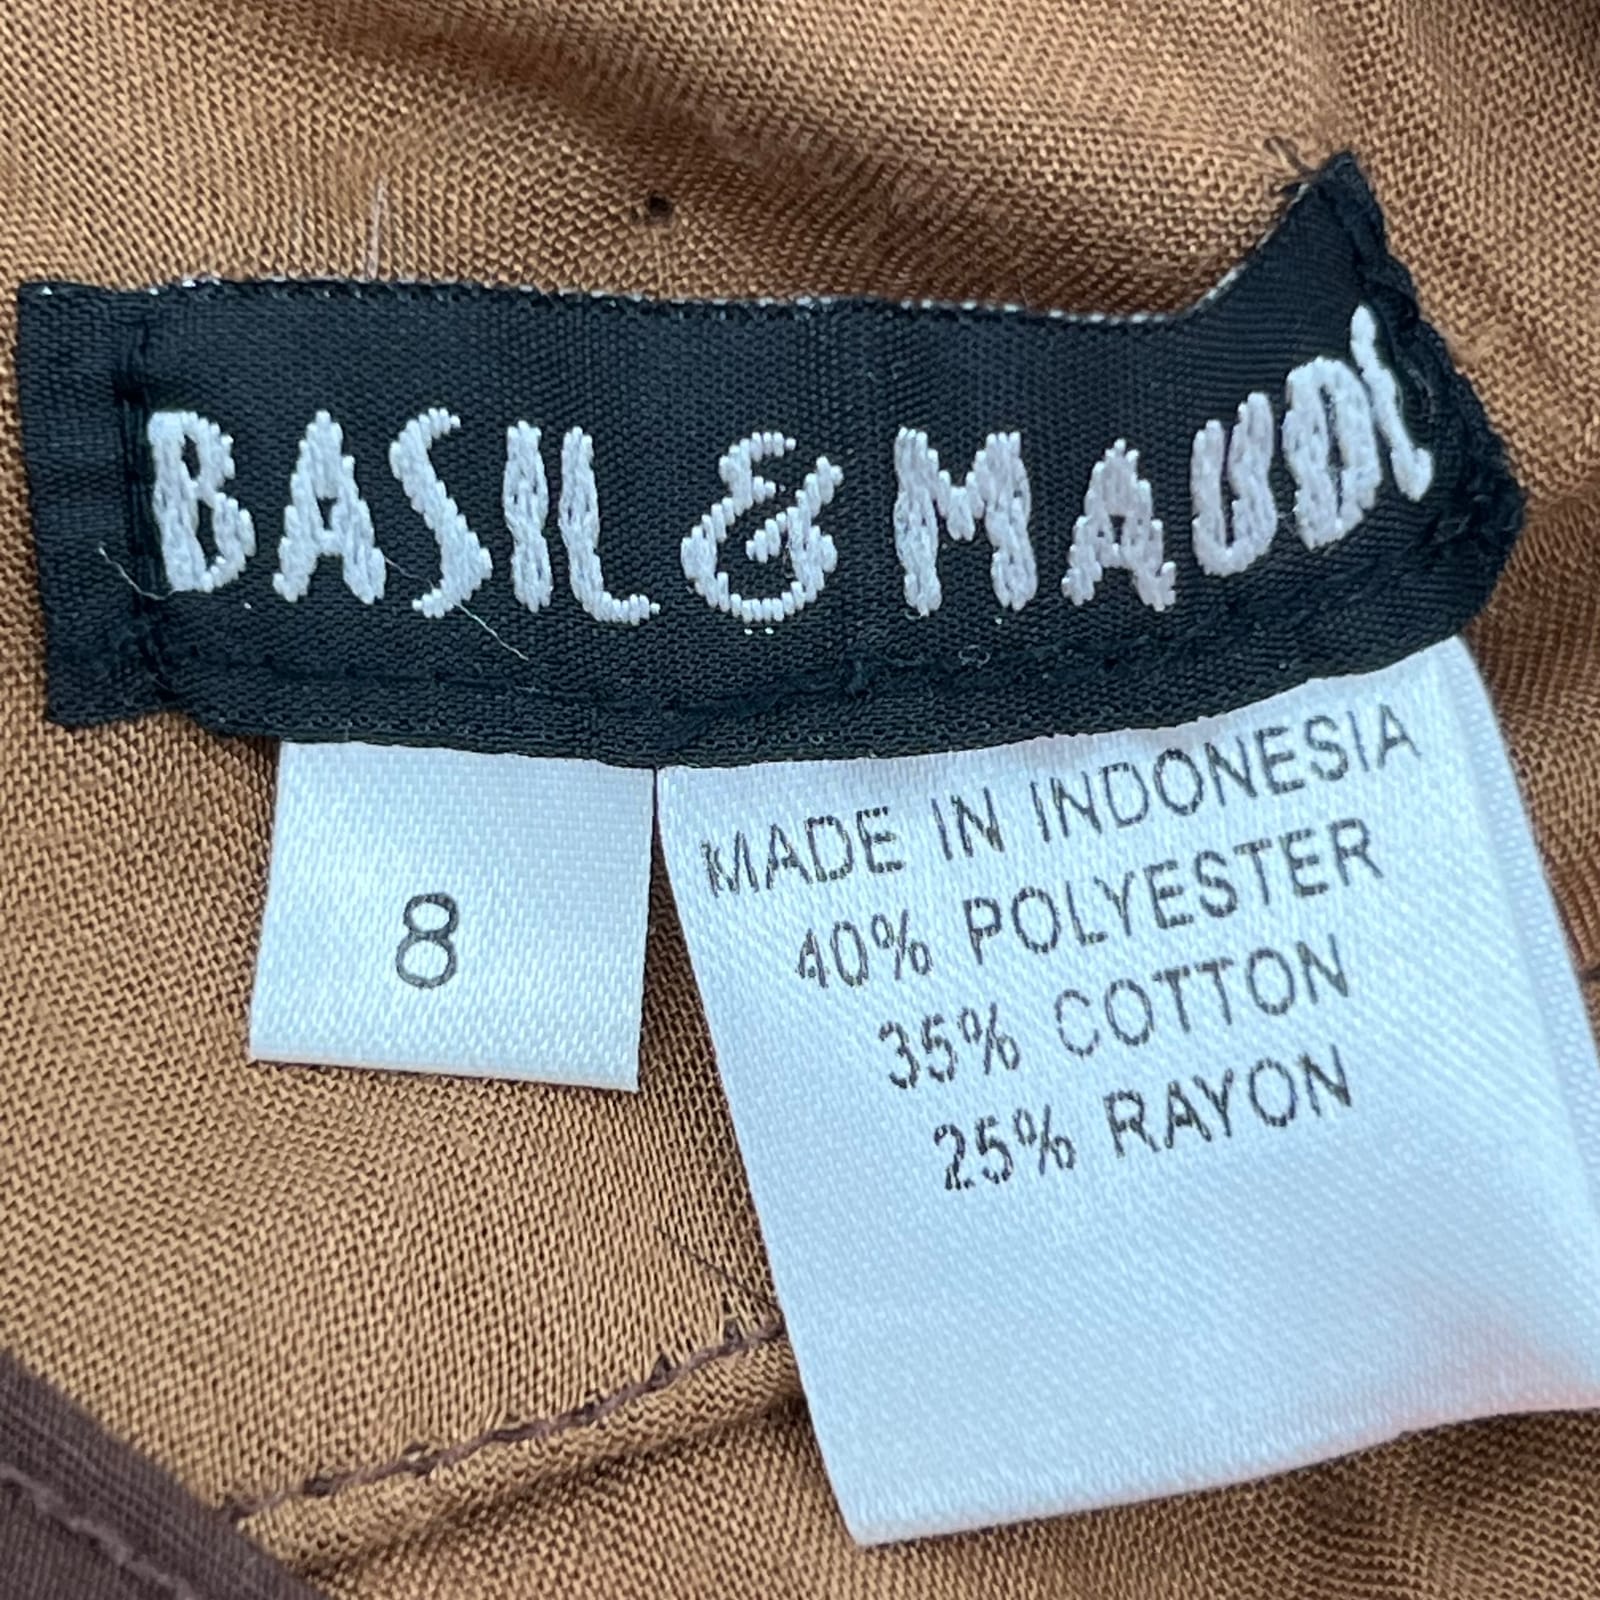 BASIL & MAUDE
8
MADE IN INDONESIA
40% POLYESTER
35% COTTON
25% RAYON